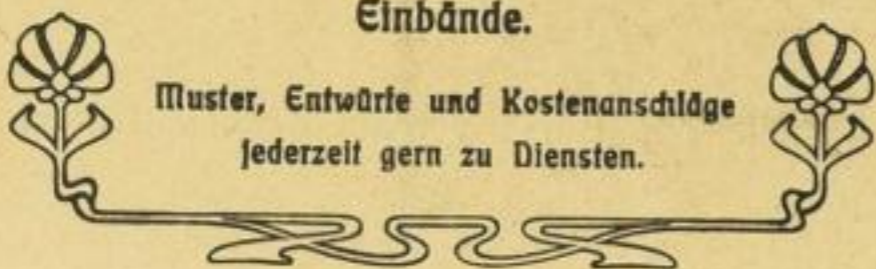 Einbände.
Muster, Entwürfe und Kostenanschläge
jederzeit gern zu Diensten.